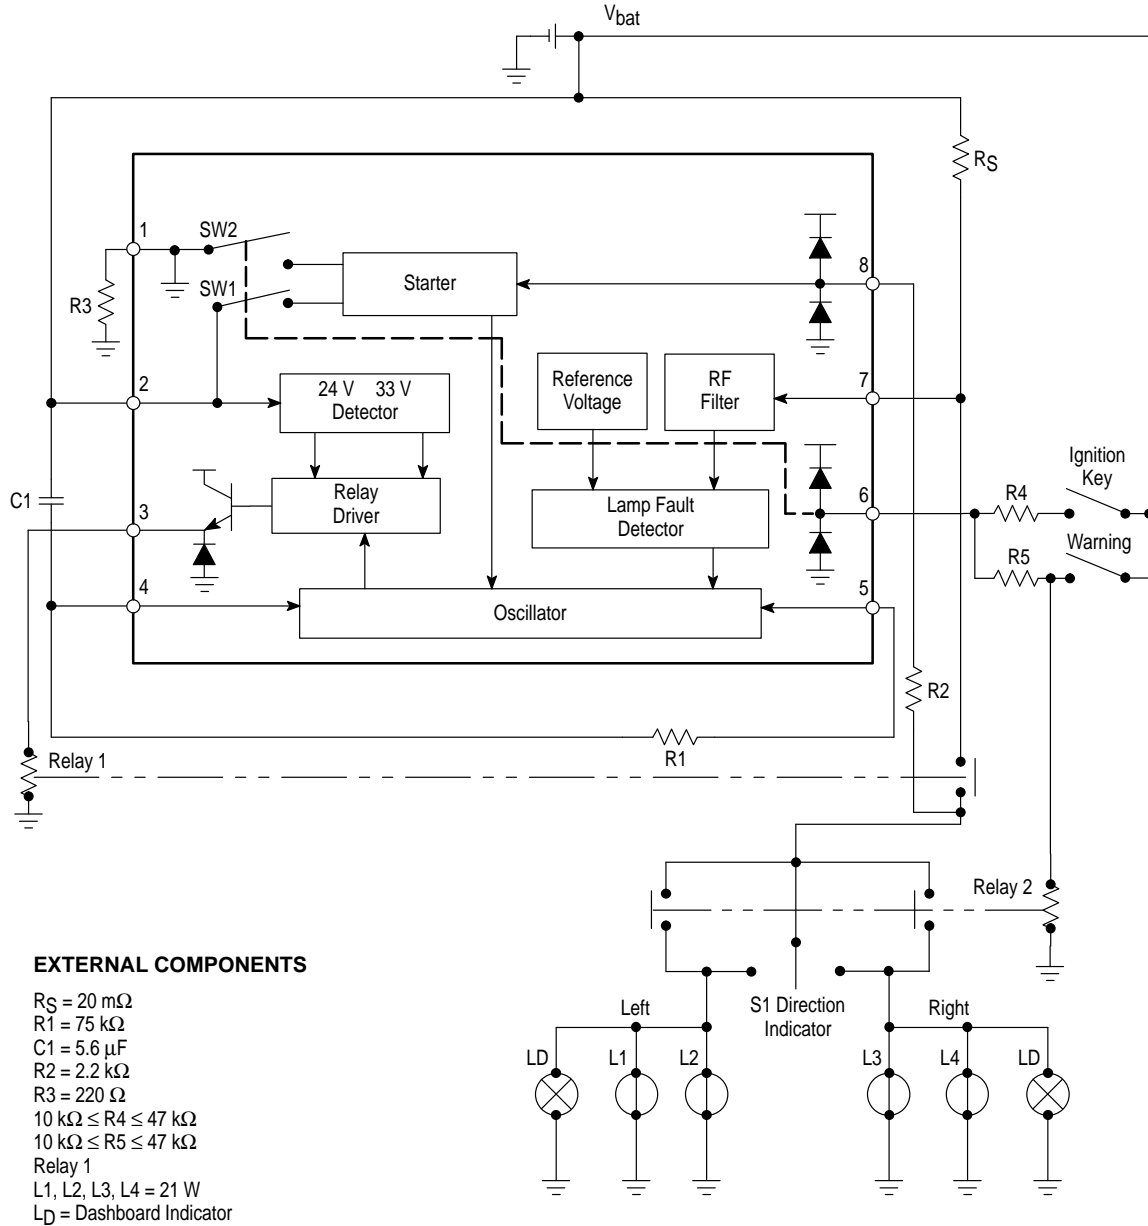 Vbat
RS
1
SW2
8
R3
SW1
Starter
2
24 V 33 V
Detector
Reference
Voltage
RF
Filter
7
C1
3
Relay
Driver
Lamp Fault
Detector
6
R4
Ignition
Key
Warning
R5
4
Oscillator
5
R2
Relay 1
R1
Relay 2
S1 Direction
Indicator
Left
Right
LD
L1
L2
L3
L4
LD
EXTERNAL COMPONENTS
RS = 20 mΩ
R1 = 75 kΩ
C1 = 5.6 μF
R2 = 2.2 kΩ
R3 = 220 Ω
10 kΩ ≤ R4 ≤ 47 kΩ
10 kΩ ≤ R5 ≤ 47 kΩ
Relay 1
L1, L2, L3, L4 = 21 W
LD = Dashboard Indicator